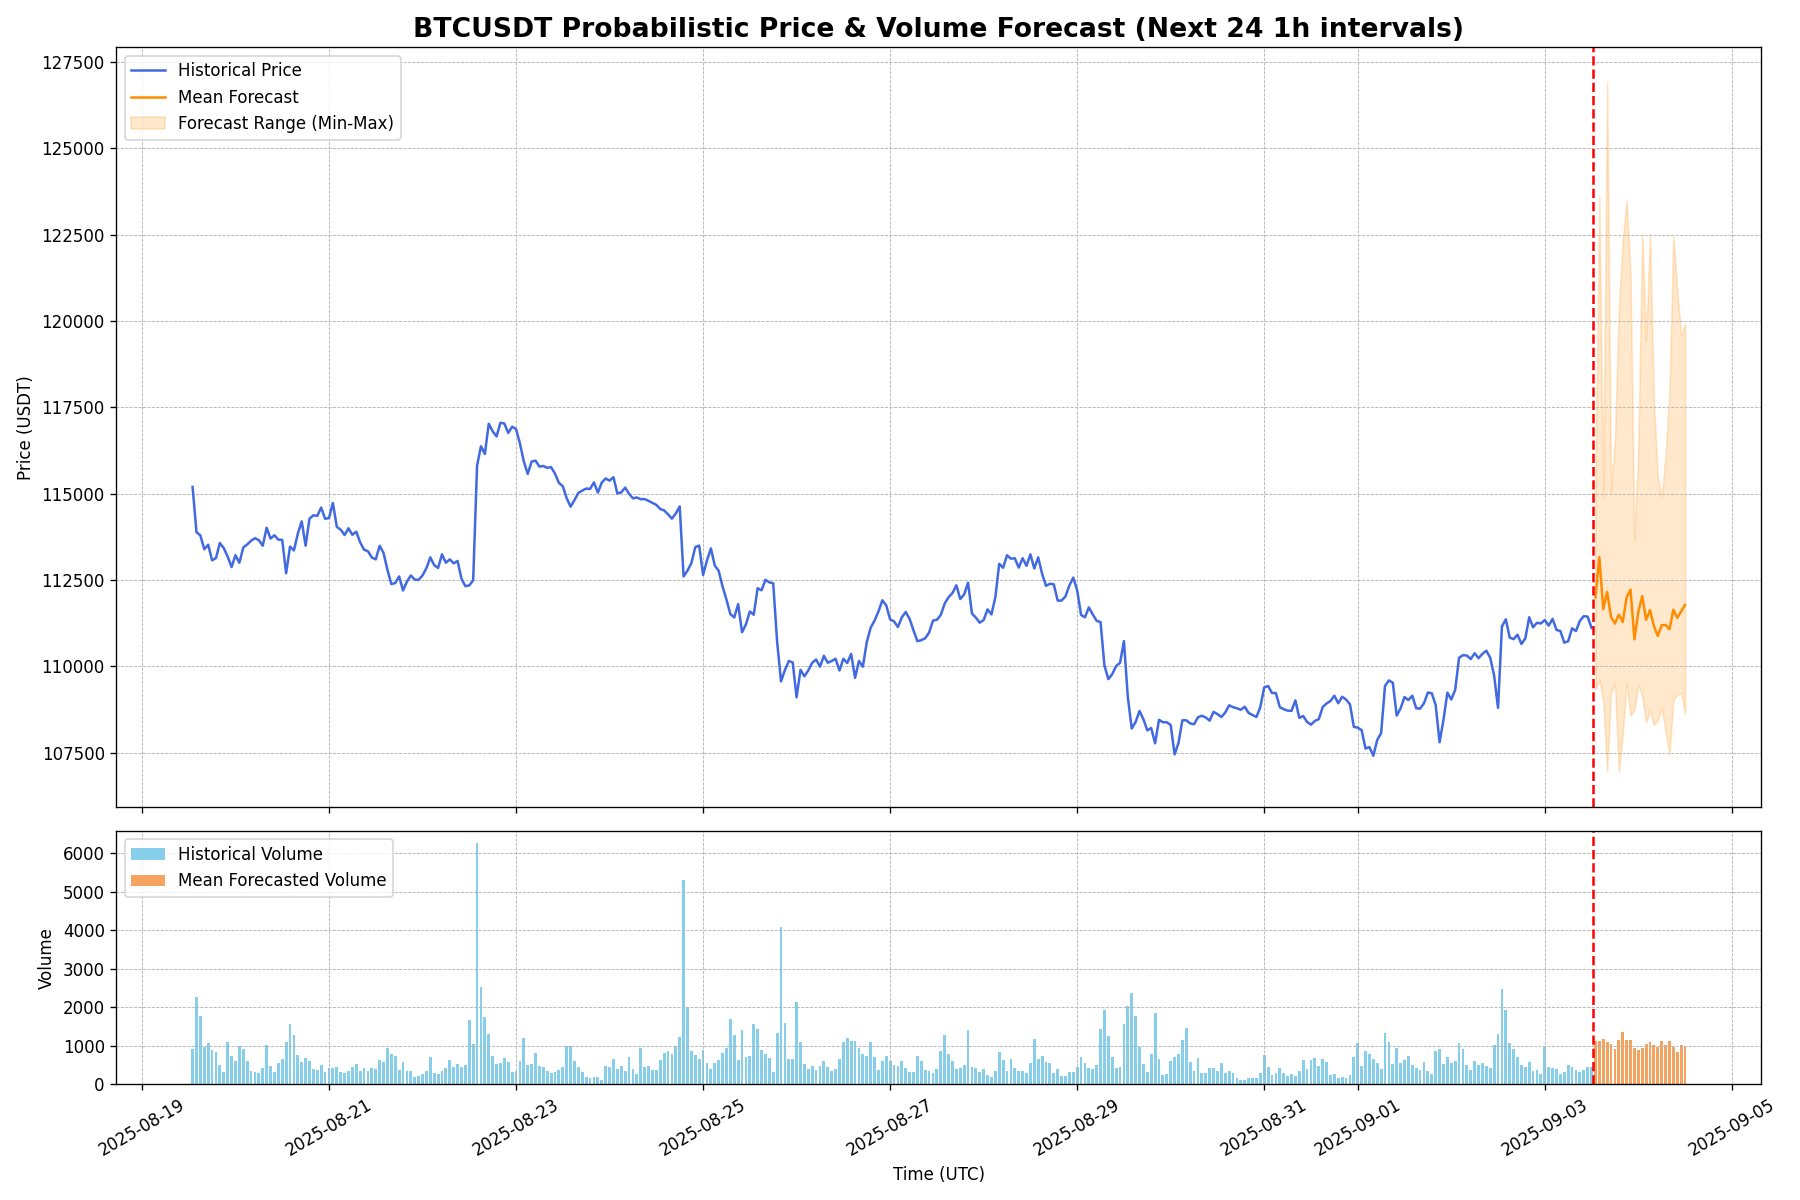 BTCUSDT Probabilistic Price & Volume Forecast (Next 24 1h intervals)
Historical Price
Mean Forecast
Forecast Range (Min-Max)
127500
125000
122500
120000
117500
115000
112500
110000
107500
Price (USDT)
Historical Volume
Mean Forecasted Volume
6000
5000
4000
3000
2000
1000
0
Volume
2025-08-19
2025-08-21
2025-08-23
2025-08-25
2025-08-27
2025-08-29
2025-08-31
2025-09-01
2025-09-03
2025-09-05
Time (UTC)